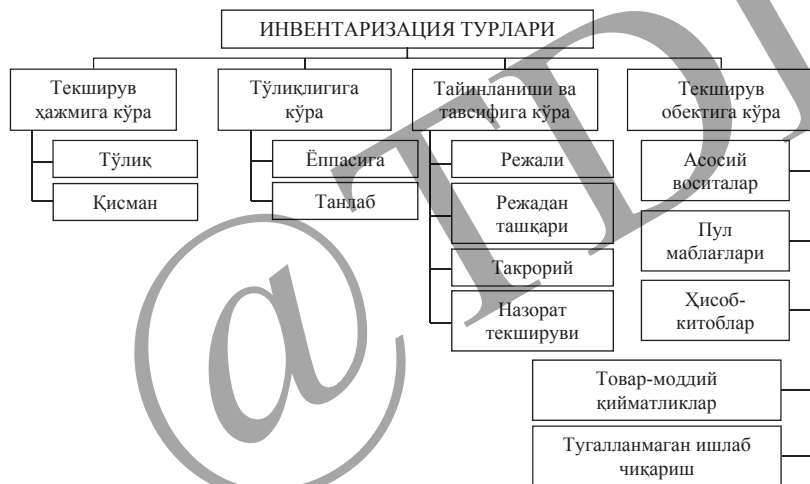 ИНВЕНТАРИЗАЦИЯ ТУРЛАРИ
Текширув
ҳажмига кўра
Тўлиқ
Қисман
Тўлиқлигига
кўра
Ёппасига
Танлаб
Тайинланиши ва
тавсифига кўра
Режали
Режадан
ташқари
Такрорий
Назорат
текшируви
Текширув
обектига кўра
Асосий
воситалар
Пул
маблағлари
Ҳисоб-
китоблар
Товар-моддий
қийматликлар
Тугалланмаган ишлаб
чиқариш